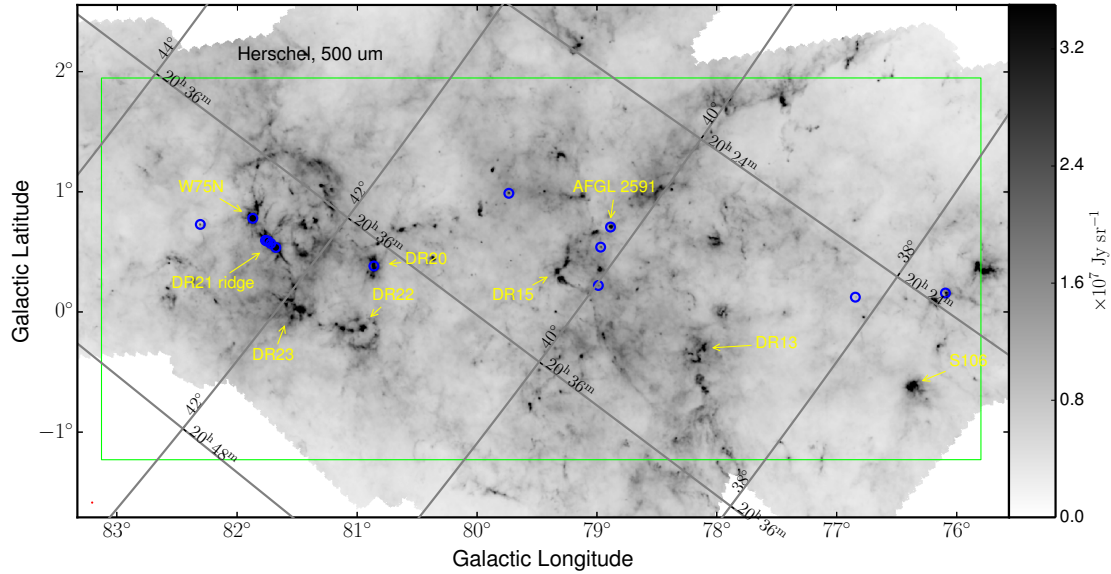 Herschel, 500 um
44°
20ʰ 36ᵐ
40°
20ʰ 24ᵐ
W75N
42°
20ʰ 36ᵐ
AFGL 2591
DR21 ridge
DR20
DR22
DR15
38°
20ʰ 24ᵐ
DR23
40°
20ʰ 36ᵐ
DR13
S106
42°
20ʰ 48ᵐ
38°
20ʰ 36ᵐ
2°
1°
0°
−1°
Galactic Latitude
83°
82°
81°
80°
79°
78°
77°
76°
Galactic Longitude
3.2
2.4
1.6
0.8
0.0
×10⁷ Jy sr⁻¹